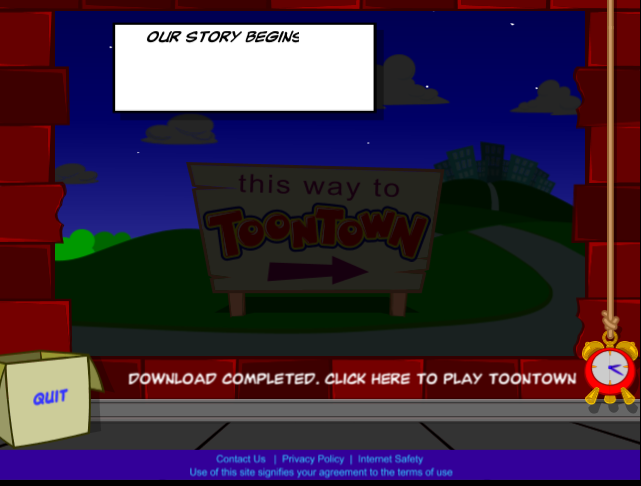 OUR STORY BEGINS
this way to
TOONTOWN
DOWNLOAD COMPLETED. CLICK HERE TO PLAY TOONTOWN
QUIT
Contact Us | Privacy Policy | Internet Safety
Use of this site signifies your agreement to the terms of use